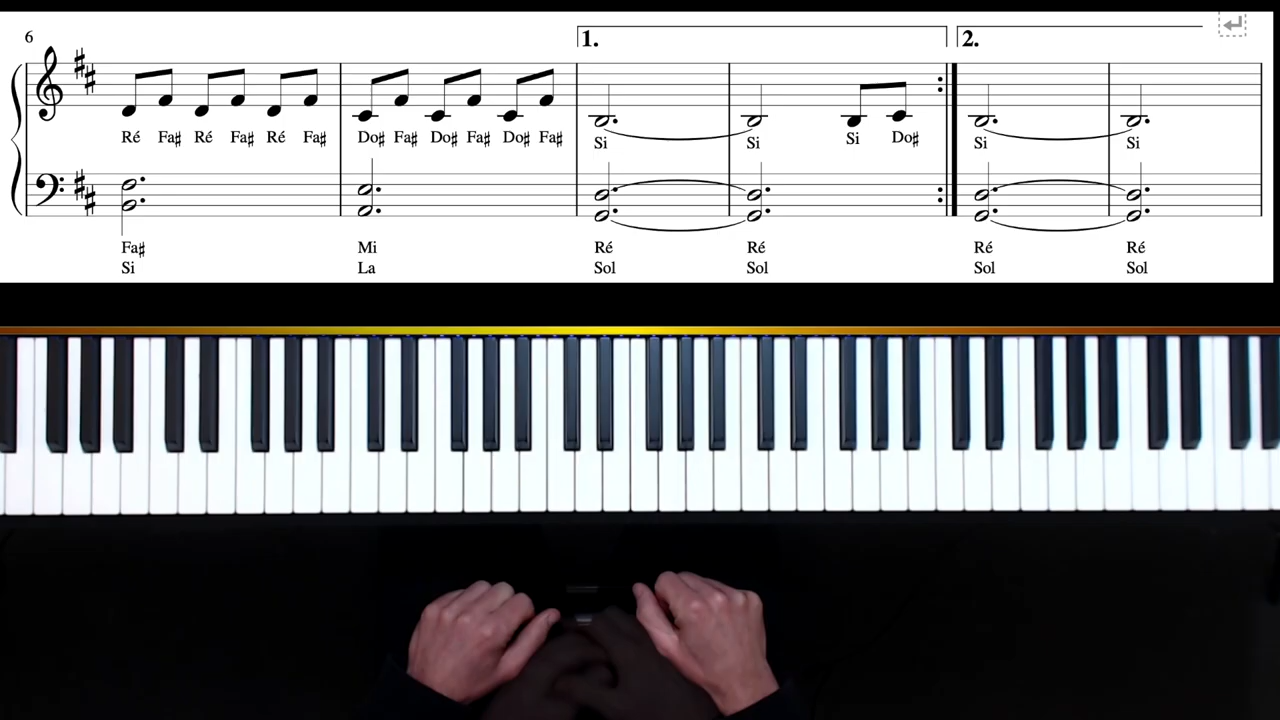 6
1.
2.
Ré Fa♯ Ré Fa♯ Ré Fa♯ Do♯ Fa♯ Do♯ Fa♯ Do♯ Fa♯ Si Si Si Do♯ Si Si
Fa♯ Mi Ré Ré Ré Ré
Si La Sol Sol Sol Sol